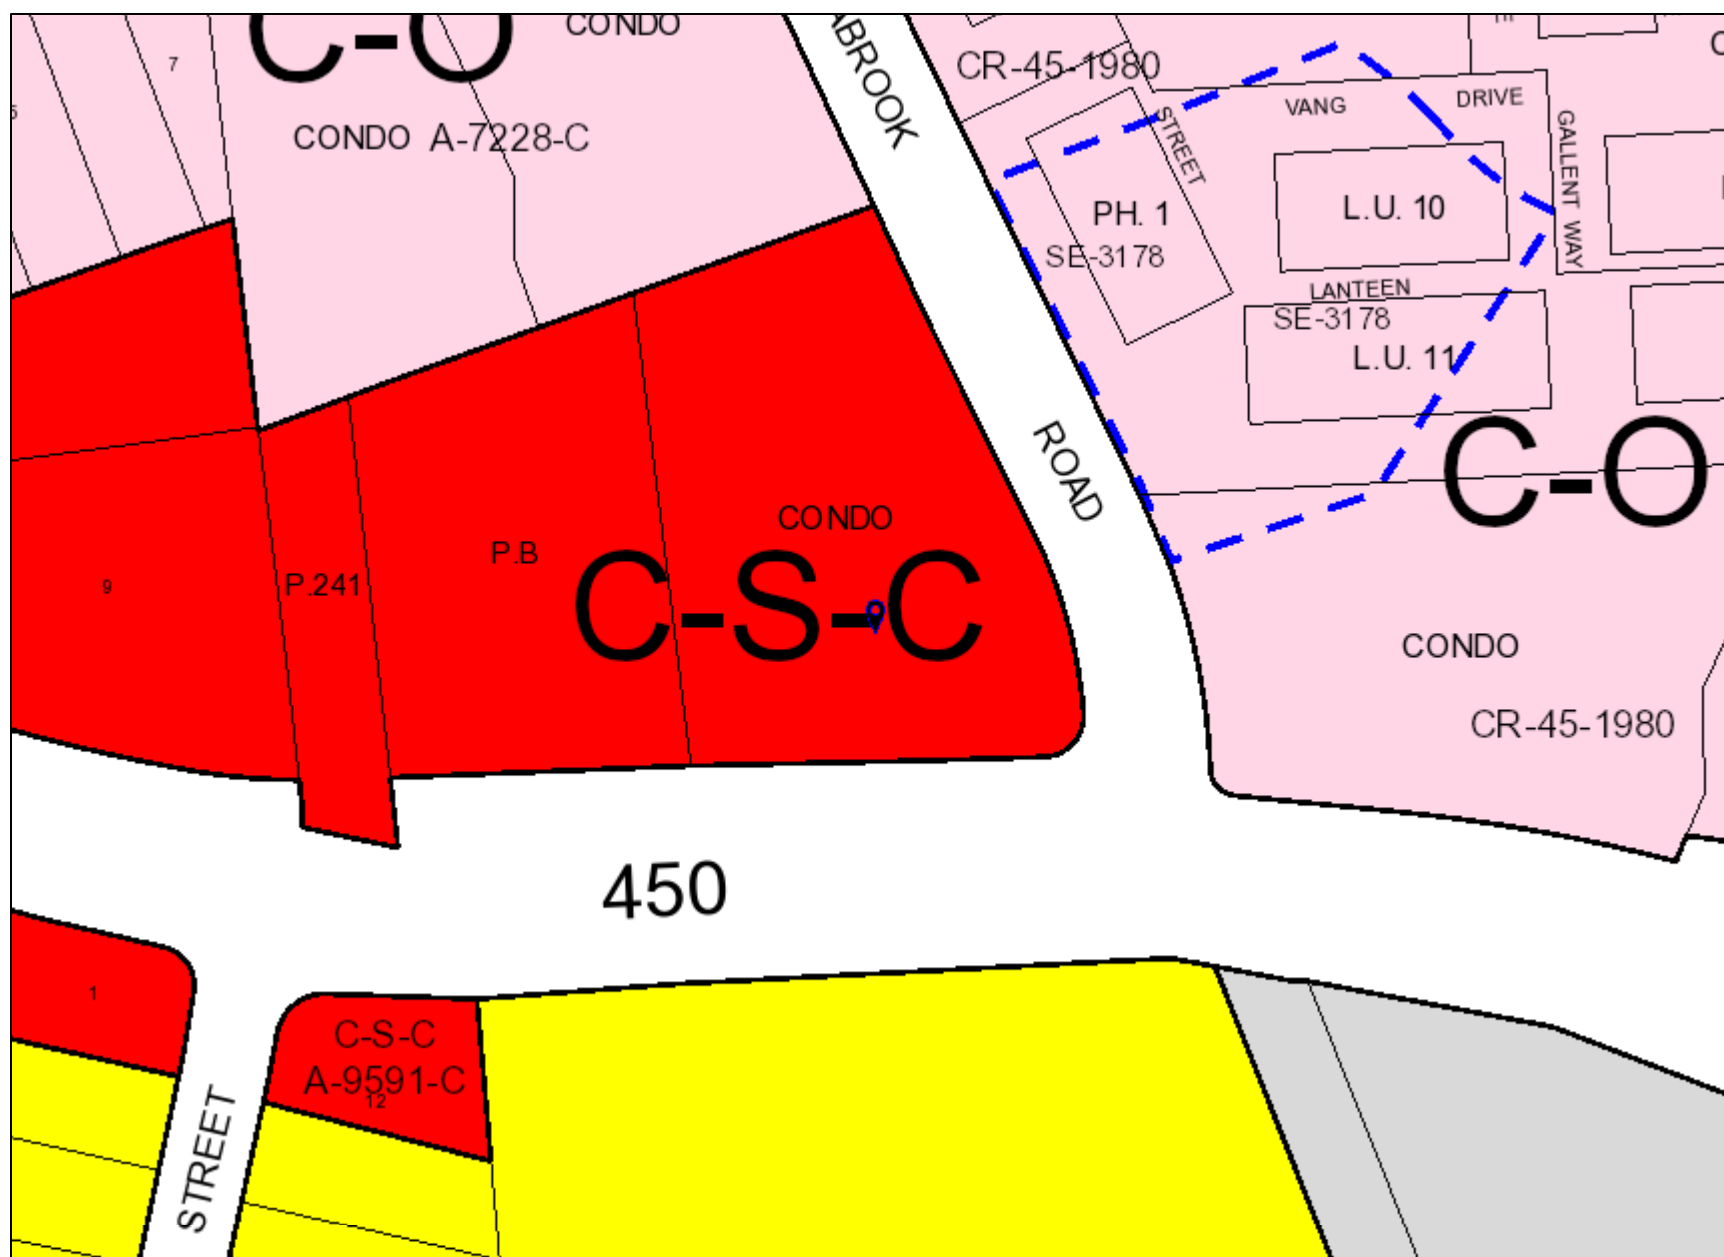 C-O
CONDO
7
CONDO A-7228-C
ABROOK
ROAD
CR-45-1980
STREET
VANG
DRIVE
GALLENT WAY
PH. 1
SE-3178
L.U. 10
LANTEEN
SE-3178
L.U. 11
C-O
CONDO
CR-45-1980
9
P.241
P.B
CONDO
C-S-C
450
1
C-S-C
A-9591-C
12
STREET